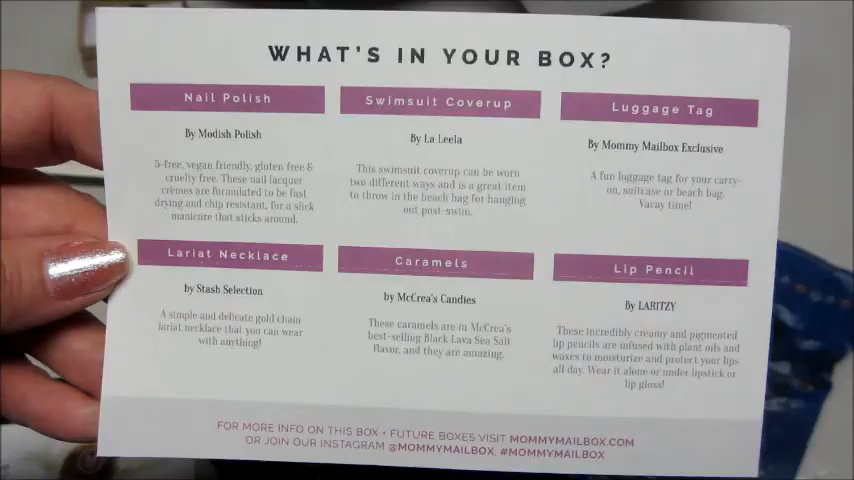 WHAT'S IN YOUR BOX?
Nail Polish
By Modish Polish
5-free, vegan friendly, gluten free &
cruelty free. These nail lacquer
crèmes are formulated to be fast
drying and chip resistant, for a slick
manicure that sticks around.
Swimsuit Coverup
By La Leela
This swimsuit coverup can be worn
two different ways and is a great item
to throw in the beach bag for hanging
out post-swim.
Luggage Tag
By Mommy Mailbox Exclusive
A fun luggage tag for your carry-
on, suitcase or beach bag.
Vacay time!
Lariat Necklace
by Stash Selection
A simple and delicate gold chain
lariat necklace that you can wear
with anything!
Caramels
by McCrea's Candies
These caramels are in McCrea's
best-selling Black Lava Sea Salt
flavor, and they are amazing.
Lip Pencil
By LARITZY
These incredibly creamy and pigmented
lip pencils are infused with plant oils and
waxes to moisturize and protect your lips
all day. Wear it alone or under lipstick or
lip gloss!
FOR MORE INFO ON THIS BOX + FUTURE BOXES VISIT MOMMYMAILBOX.COM
OR JOIN OUR INSTAGRAM @MOMMYMAILBOX, #MOMMYMAILBOX